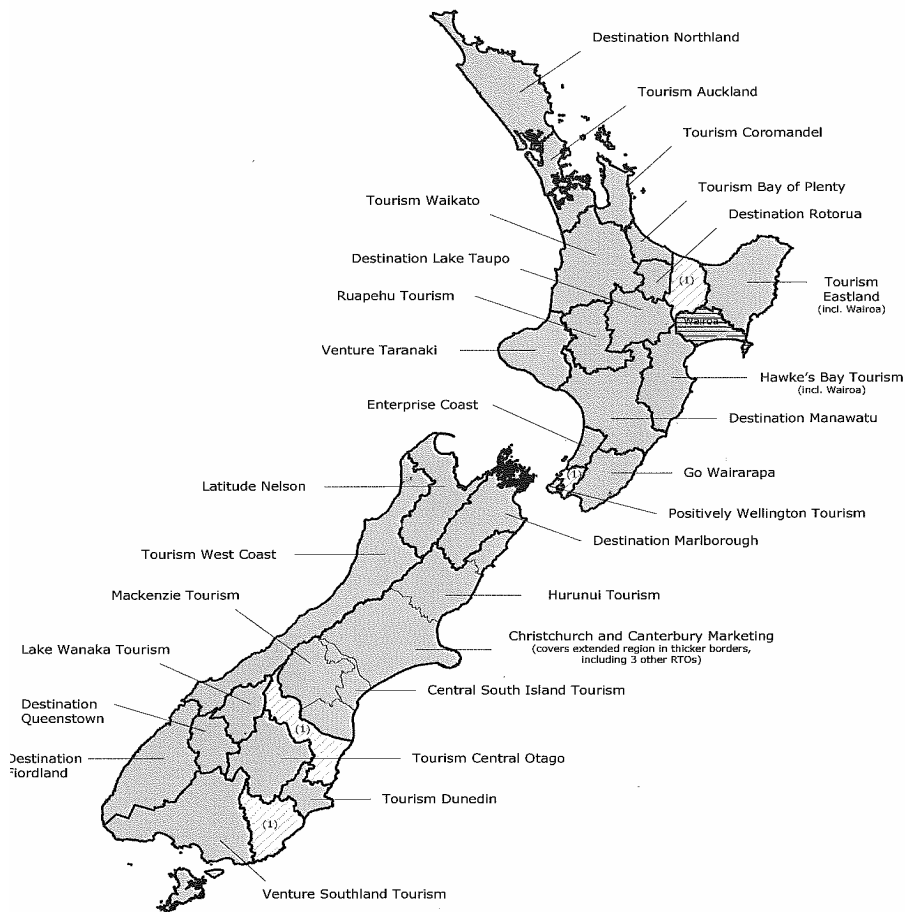 Destination Northland
Tourism Auckland
Tourism Coromandel
Tourism Bay of Plenty
Tourism Waikato
Destination Rotorua
Destination Lake Taupo
(1)
Tourism
Eastland
(incl. Wairoa)
Ruapehu Tourism
Wairoa
Venture Taranaki
Hawke's Bay Tourism
(incl. Wairoa)
Enterprise Coast
Destination Manawatu
(1)
Go Wairarapa
Latitude Nelson
Positively Wellington Tourism
Destination Marlborough
Tourism West Coast
Mackenzie Tourism
Hurunui Tourism
Christchurch and Canterbury Marketing
(covers extended region in thicker borders,
including 3 other RTOs)
Lake Wanaka Tourism
Central South Island Tourism
Destination
Queenstown
(1)
Destination
Fiordland
Tourism Central Otago
Tourism Dunedin
(1)
Venture Southland Tourism